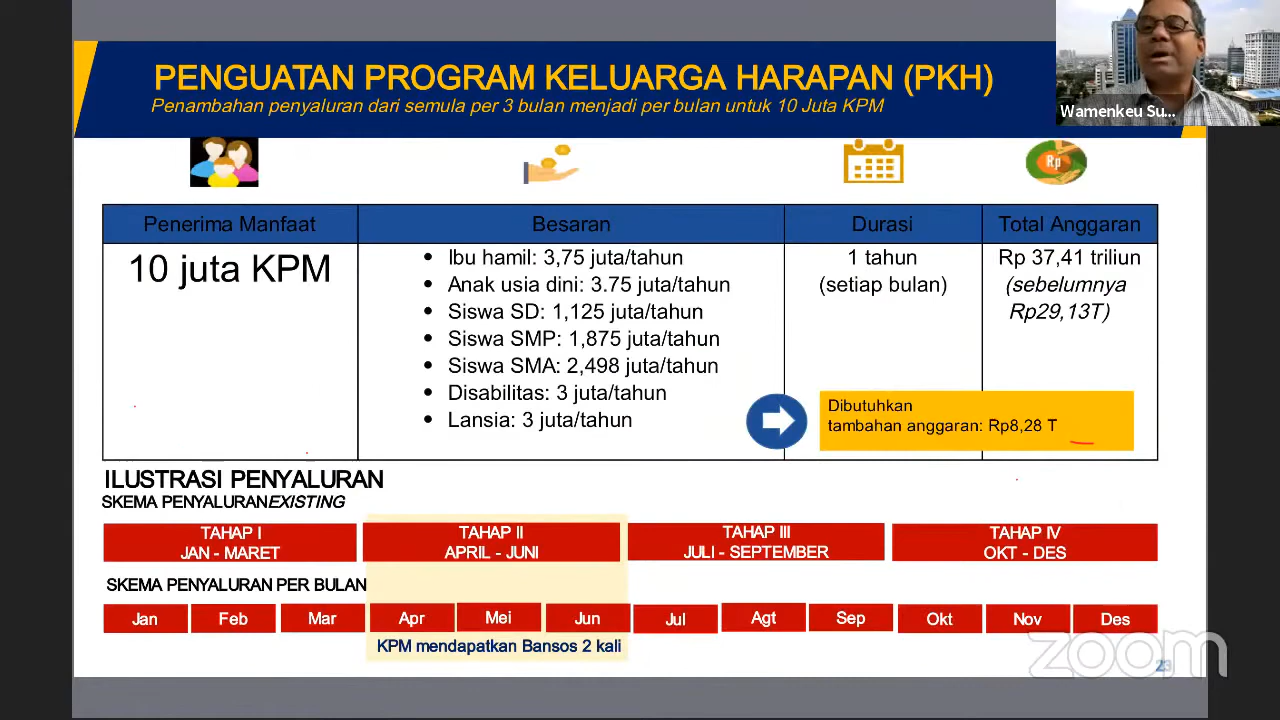 PENGUATAN PROGRAM KELUARGA HARAPAN (PKH)
Penambahan penyaluran dari semula per 3 bulan menjadi per bulan untuk 10 Juta KPM
Wamenkeu Su...
Rp
Penerima Manfaat
Besaran
Durasi
Total Anggaran
10 juta KPM
• Ibu hamil: 3,75 juta/tahun
• Anak usia dini: 3.75 juta/tahun
• Siswa SD: 1,125 juta/tahun
• Siswa SMP: 1,875 juta/tahun
• Siswa SMA: 2,498 juta/tahun
• Disabilitas: 3 juta/tahun
• Lansia: 3 juta/tahun
1 tahun
(setiap bulan)
Rp 37,41 triliun
(sebelumnya
Rp29,13T)
Dibutuhkan
tambahan anggaran: Rp8,28 T
ILUSTRASI PENYALURAN
SKEMA PENYALURAN EXISTING
TAHAP I
JAN - MARET
TAHAP II
APRIL - JUNI
TAHAP III
JULI - SEPTEMBER
TAHAP IV
OKT - DES
SKEMA PENYALURAN PER BULAN
Jan
Feb
Mar
Apr
Mei
Jun
Jul
Agt
Sep
Okt
Nov
Des
KPM mendapatkan Bansos 2 kali
zoom
23